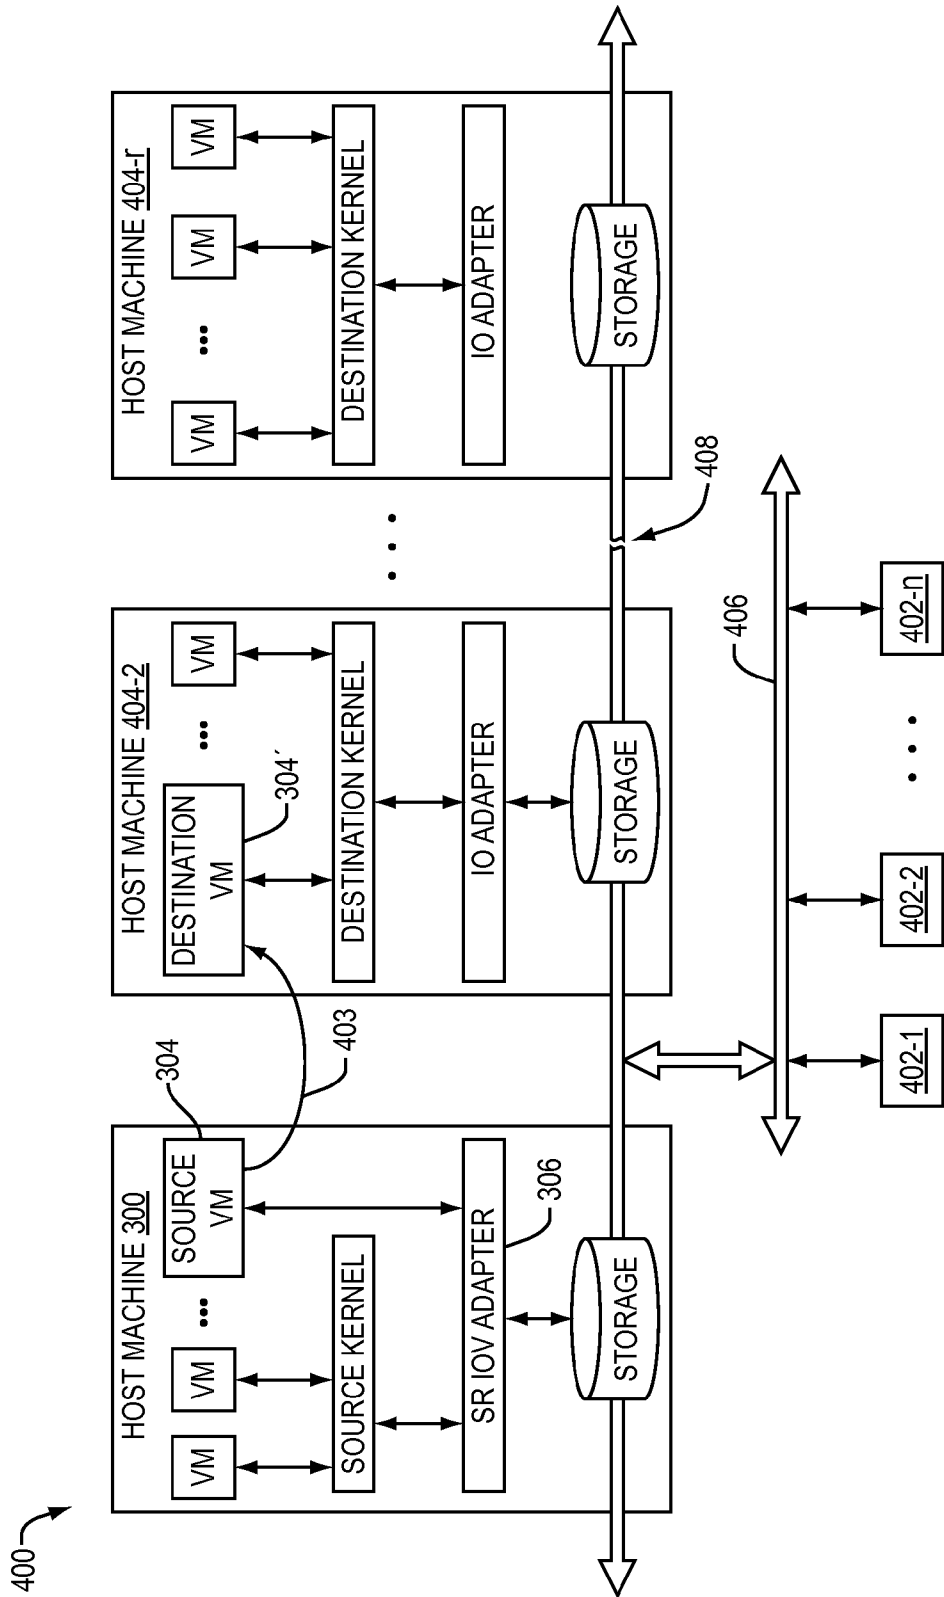 400
HOST MACHINE 300
VM
VM
•••
SOURCE
VM
304
SOURCE KERNEL
SR IOV ADAPTER
306
STORAGE
403
HOST MACHINE 404-2
DESTINATION
VM
304´
•••
VM
DESTINATION KERNEL
IO ADAPTER
STORAGE
• • •
HOST MACHINE 404-r
VM
•••
VM
VM
DESTINATION KERNEL
IO ADAPTER
STORAGE
408
406
402-1
402-2
• • •
402-n